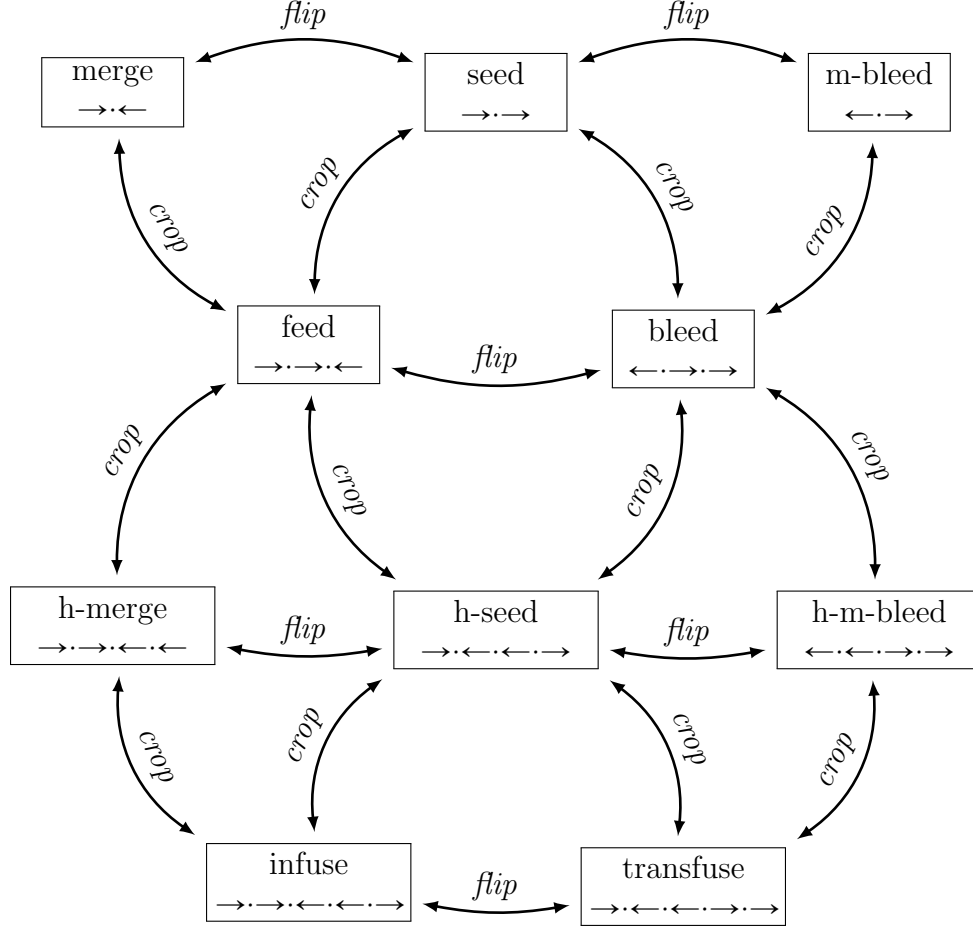 flip
flip
merge
→·←
seed
→·→
m-bleed
←·→
crop
crop
crop
crop
feed
→·→·←
flip
bleed
←·→·→
crop
crop
crop
crop
h-merge
→·→·←·←
flip
h-seed
→·←·←·→
flip
h-m-bleed
←·←·→·→
crop
crop
crop
crop
infuse
→·→·←·←·→
flip
transfuse
→·←·←·→·→